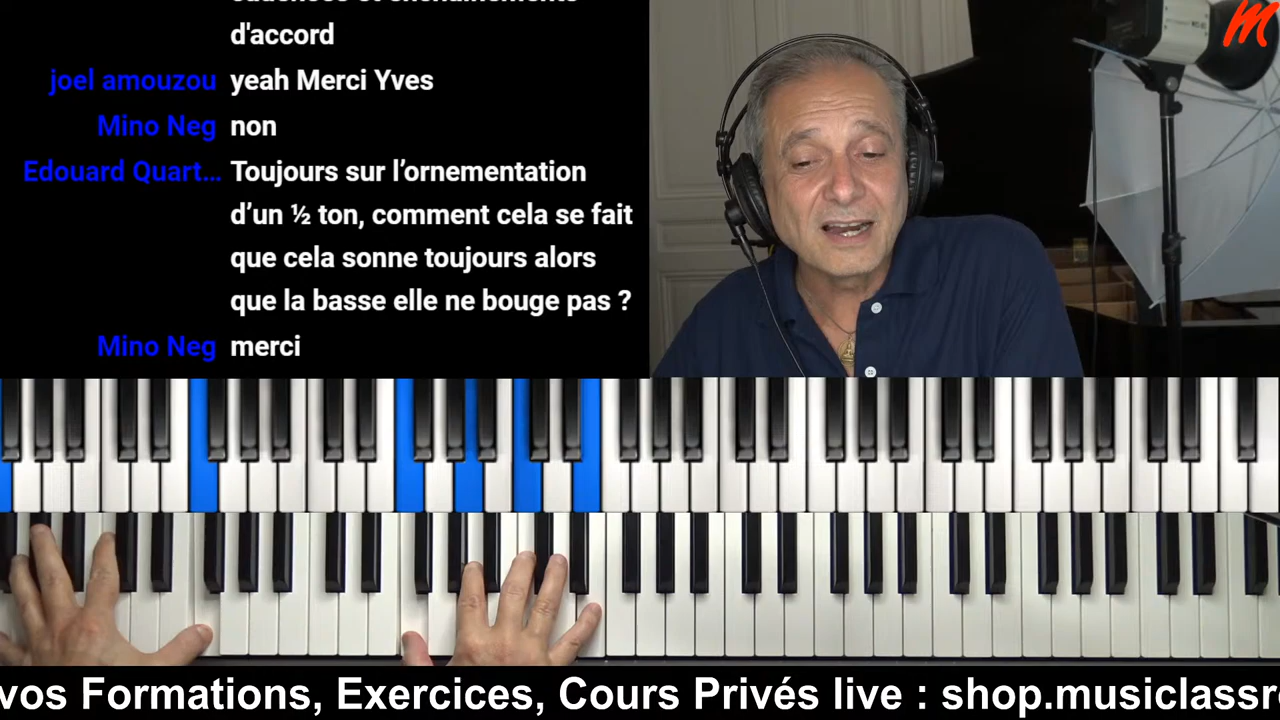 d'accord
joel amouzou yeah Merci Yves
Mino Neg non
Edouard Quart… Toujours sur l’ornementation
d’un ½ ton, comment cela se fait
que cela sonne toujours alors
que la basse elle ne bouge pas ?
Mino Neg merci
vos Formations, Exercices, Cours Privés live : shop.musiclassr